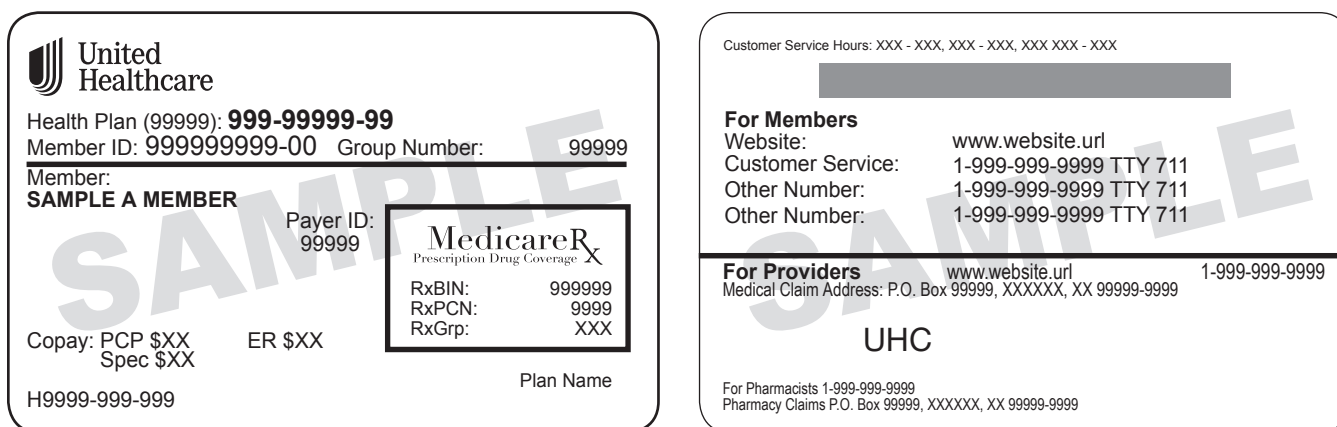 United
Healthcare
Health Plan (99999): 999-99999-99
Member ID: 999999999-00 Group Number: 99999
Member:
SAMPLE A MEMBER
Payer ID:
99999
MedicareRx
Prescription Drug Coverage
RxBIN: 999999
RxPCN: 9999
RxGrp: XXX
Copay: PCP $XX ER $XX
Spec $XX
Plan Name
H9999-999-999
SAMPLE
Customer Service Hours: XXX - XXX, XXX - XXX, XXX XXX - XXX
For Members
Website: www.website.url
Customer Service: 1-999-999-9999 TTY 711
Other Number: 1-999-999-9999 TTY 711
Other Number: 1-999-999-9999 TTY 711
For Providers www.website.url 1-999-999-9999
Medical Claim Address: P.O. Box 99999, XXXXXX, XX 99999-9999
UHC
For Pharmacists 1-999-999-9999
Pharmacy Claims P.O. Box 99999, XXXXXX, XX 99999-9999
SAMPLE